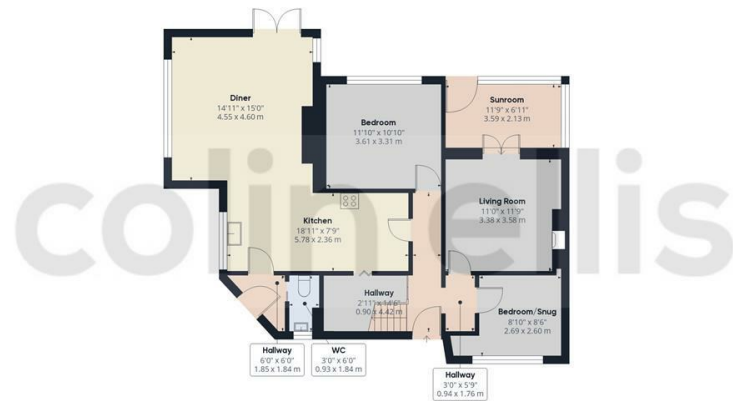 Diner
14'11" x 15'0"
4.55 x 4.60 m
Bedroom
11'10" x 10'10"
3.61 x 3.31 m
Sunroom
11'9" x 6'11"
3.59 x 2.13 m
Living Room
11'0" x 11'9"
3.38 x 3.58 m
Kitchen
18'11" x 7'9"
5.78 x 2.36 m
colin ellis
Hallway
2'11" x 14'6"
0.90 x 4.42 m
Bedroom/Snug
8'10" x 8'6"
2.69 x 2.60 m
Hallway
6'0" x 6'0"
1.85 x 1.84 m
WC
3'0" x 6'0"
0.93 x 1.84 m
Hallway
3'0" x 5'9"
0.94 x 1.76 m